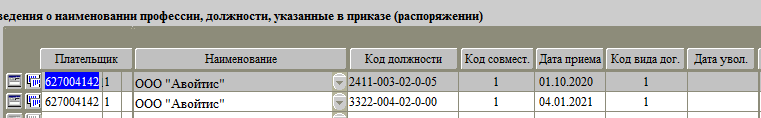 ведения о наименовании профессии, должности, указанные в приказе (распоряжении)
Плательщик Наименование Код должности Код совмест. Дата приема Код вида дог. Дата увол.
627004142 1 ООО "Авойтис" 2411-003-02-0-05 1 01.10.2020 1
627004142 1 ООО "Авойтис" 3322-004-02-0-00 1 04.01.2021 1